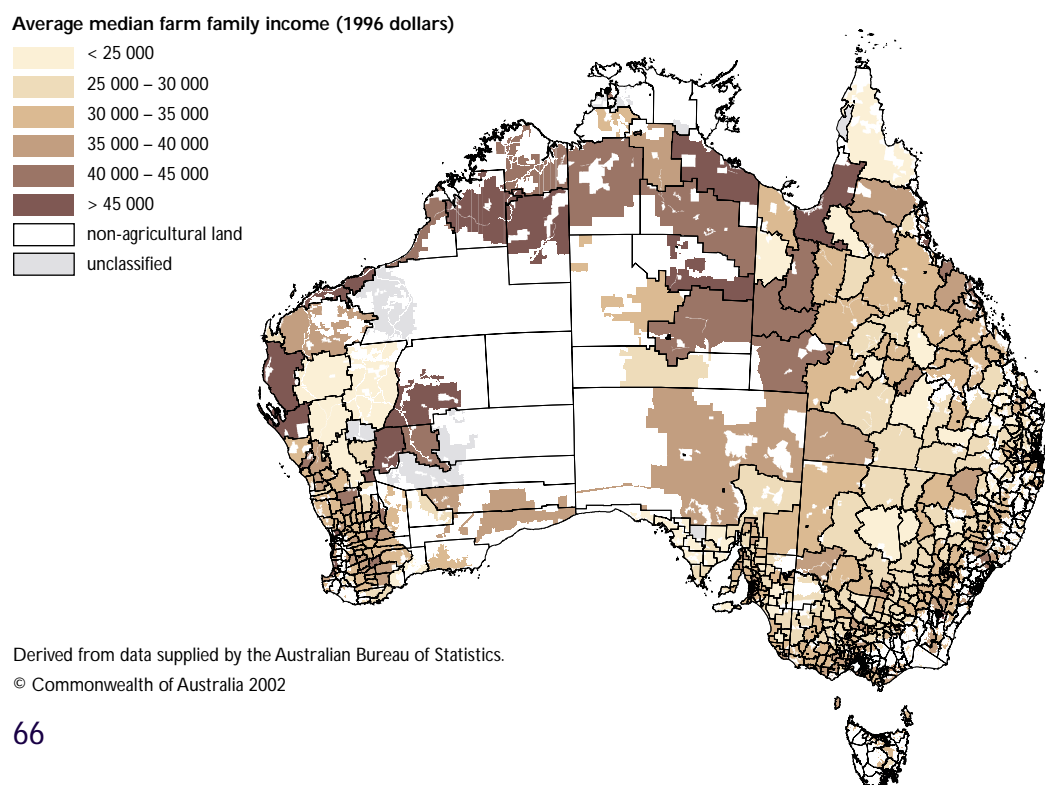 Average median farm family income (1996 dollars)
< 25 000
25 000 – 30 000
30 000 – 35 000
35 000 – 40 000
40 000 – 45 000
> 45 000
non-agricultural land
unclassified
Derived from data supplied by the Australian Bureau of Statistics.
© Commonwealth of Australia 2002
66